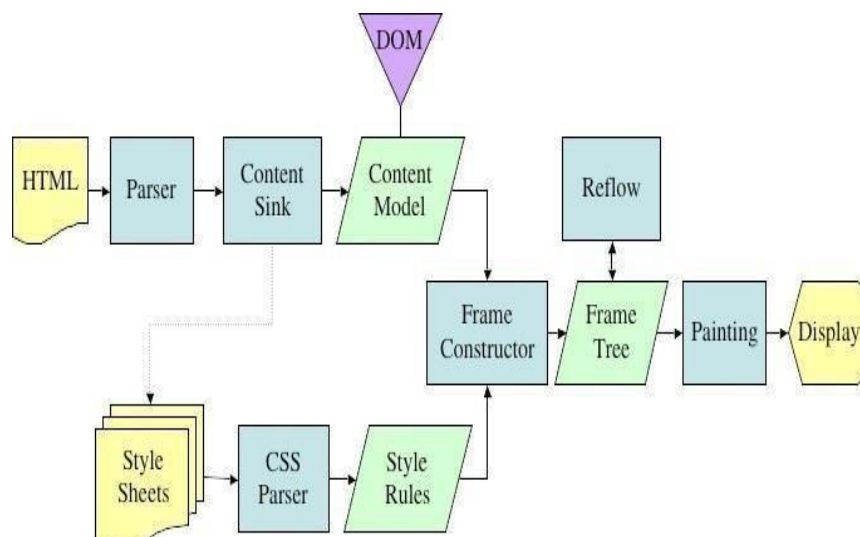 DOM
HTML
Parser
Content
Sink
Content
Model
Reflow
Frame
Constructor
Frame
Tree
Painting
Display
Style
Sheets
CSS
Parser
Style
Rules